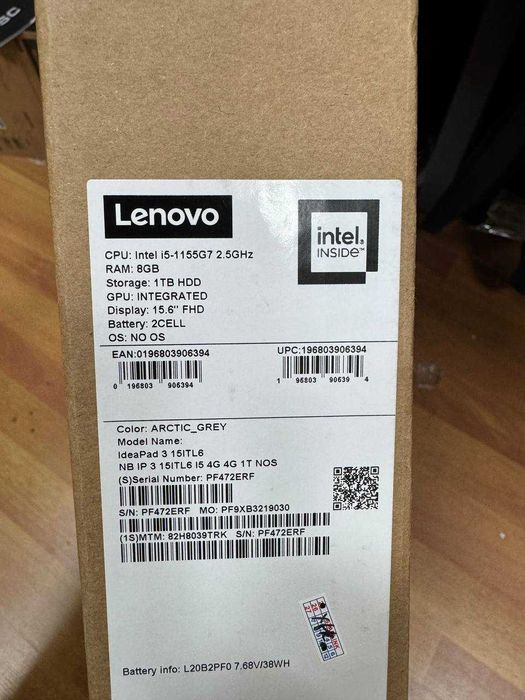 Lenovo
intel.
INSIDE™
CPU: Intel i5-1155G7 2.5GHz
RAM: 8GB
Storage: 1TB HDD
GPU: INTEGRATED
Display: 15.6" FHD
Battery: 2CELL
OS: NO OS
EAN:0196803906394
UPC:196803906394
0 196803 906394
1 96803 90639 4
Color: ARCTIC_GREY
Model Name:
IdeaPad 3 15ITL6
NB IP 3 15ITL6 I5 4G 4G 1T NOS
(S)Serial Number: PF472ERF
S/N: PF472ERF MO: PF9XB3219030
(1S)MTM: 82H8039TRK S/N: PF472ERF
Battery info: L20B2PF0 7.68V/38WH